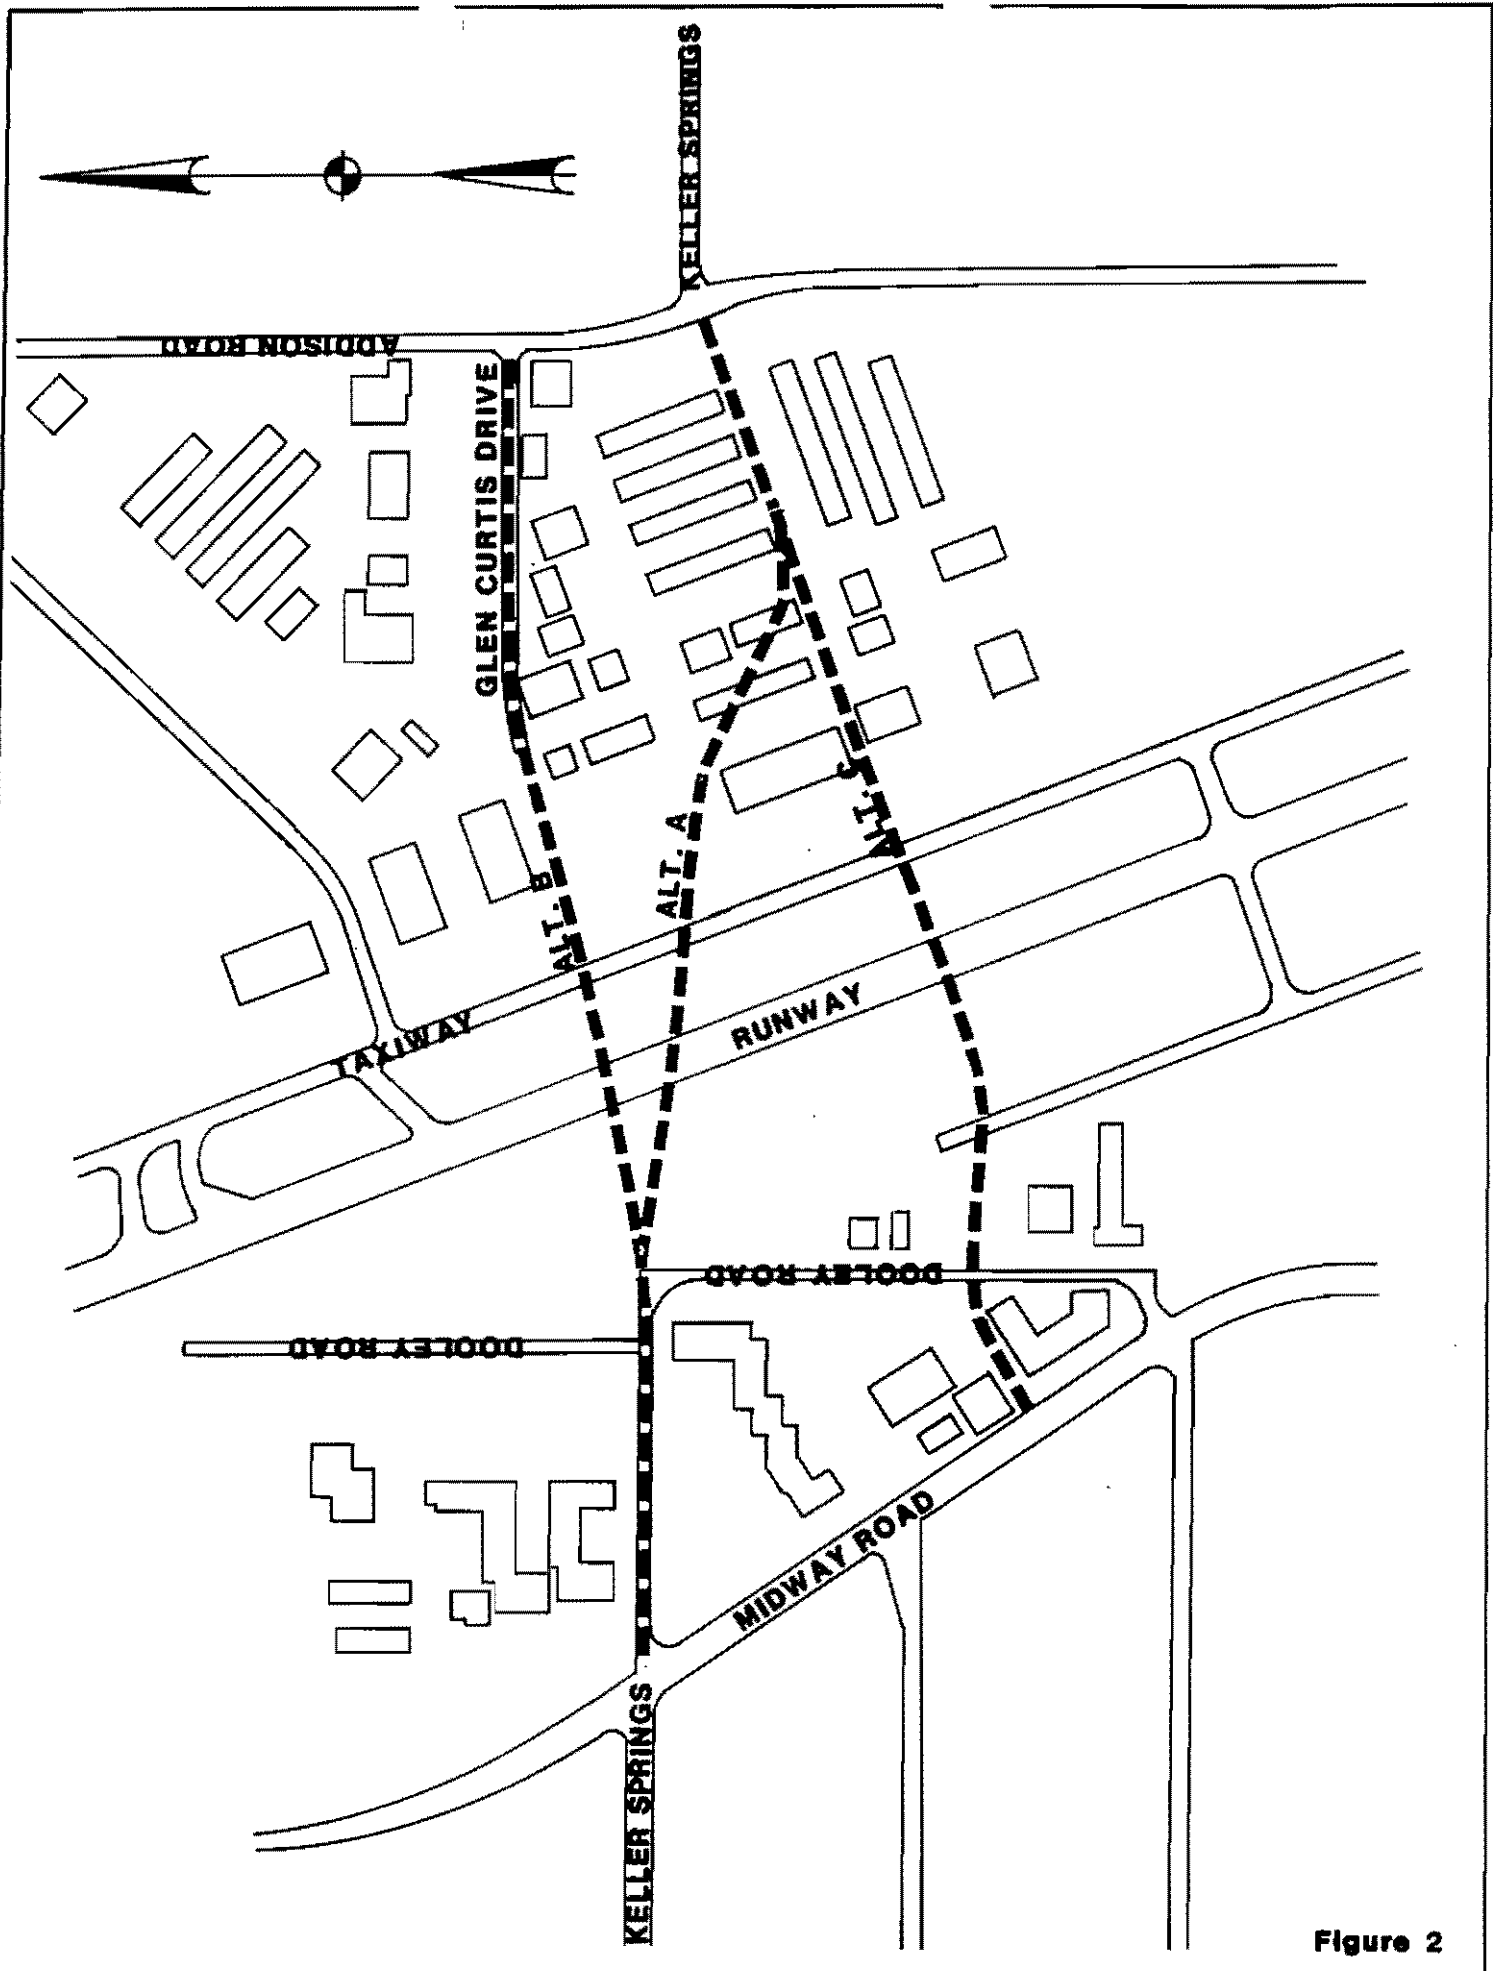 KELLER SPRINGS
ADDISON ROAD
GLEN CURTIS DRIVE
ALT. C
ALT. A
ALT. B
TAXIWAY
RUNWAY
DOOLEY ROAD
DOOLEY ROAD
MIDWAY ROAD
KELLER SPRINGS
Figure 2